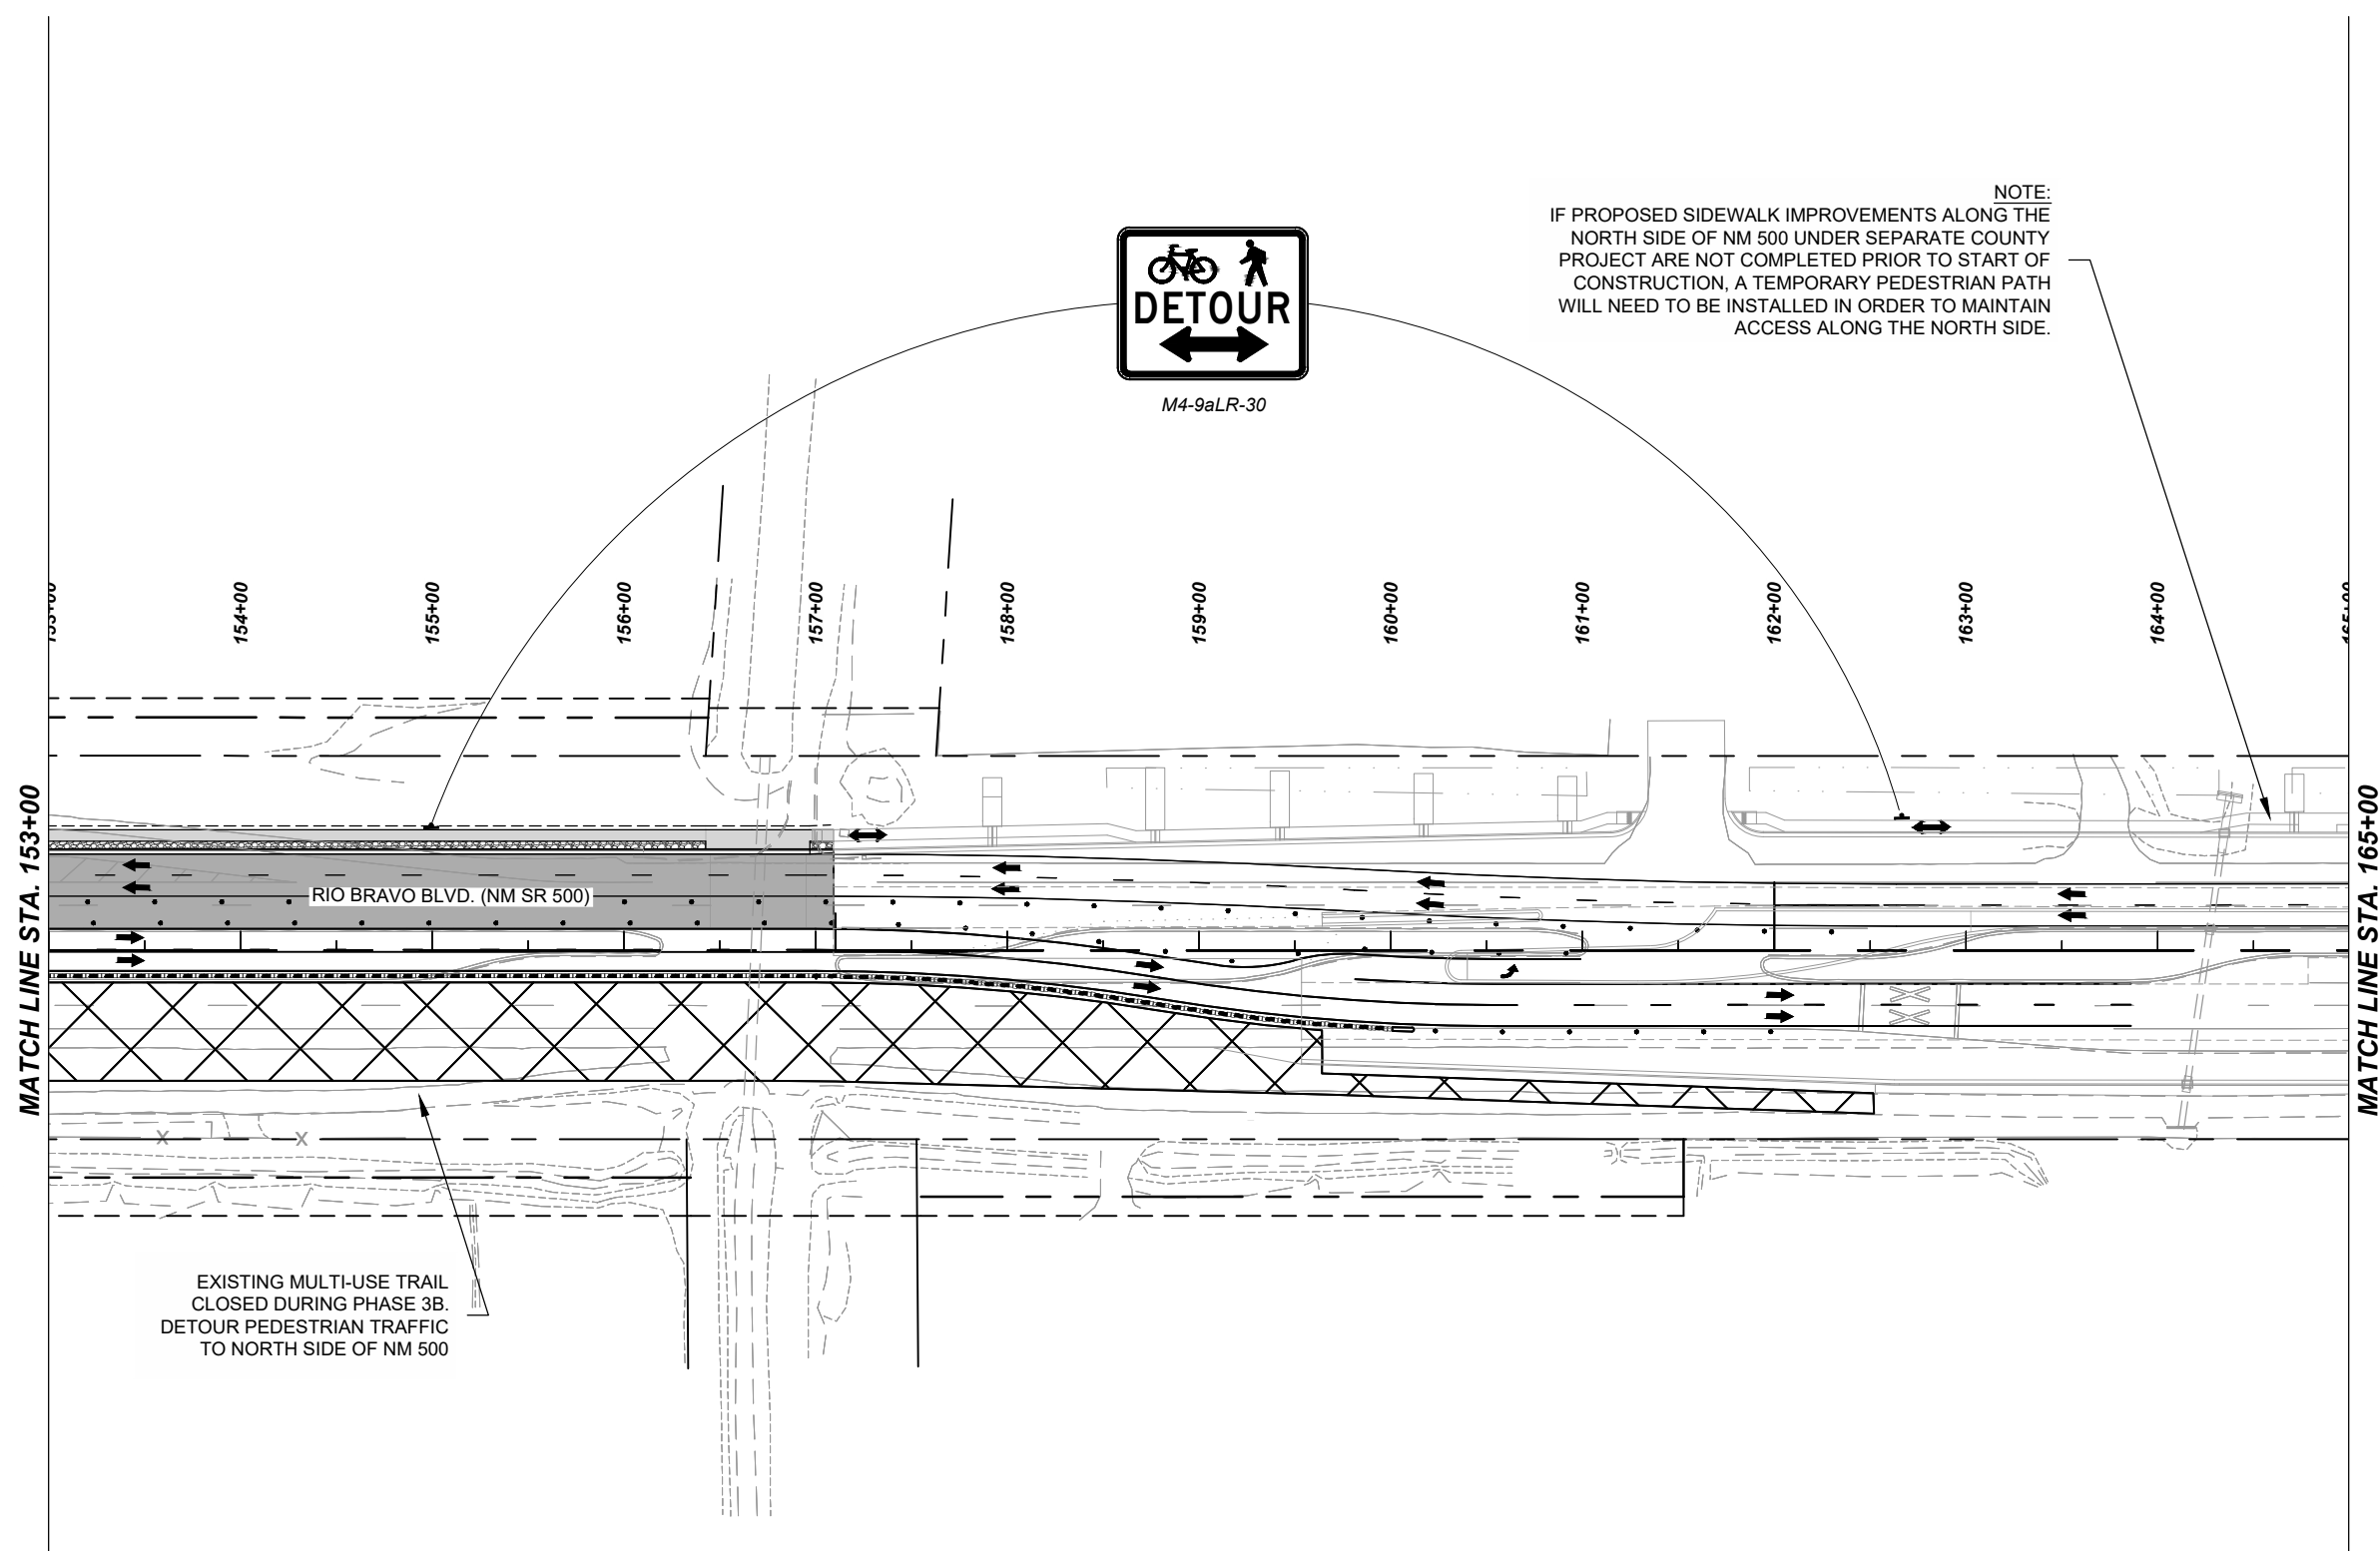 NOTE:
IF PROPOSED SIDEWALK IMPROVEMENTS ALONG THE
NORTH SIDE OF NM 500 UNDER SEPARATE COUNTY
PROJECT ARE NOT COMPLETED PRIOR TO START OF
CONSTRUCTION, A TEMPORARY PEDESTRIAN PATH
WILL NEED TO BE INSTALLED IN ORDER TO MAINTAIN
ACCESS ALONG THE NORTH SIDE.
DETOUR
M4-9aLR-30
153+00
154+00
155+00
156+00
157+00
158+00
159+00
160+00
161+00
162+00
163+00
164+00
165+00
MATCH LINE STA. 153+00
MATCH LINE STA. 165+00
RIO BRAVO BLVD. (NM SR 500)
X
X
EXISTING MULTI-USE TRAIL
CLOSED DURING PHASE 3B.
DETOUR PEDESTRIAN TRAFFIC
TO NORTH SIDE OF NM 500